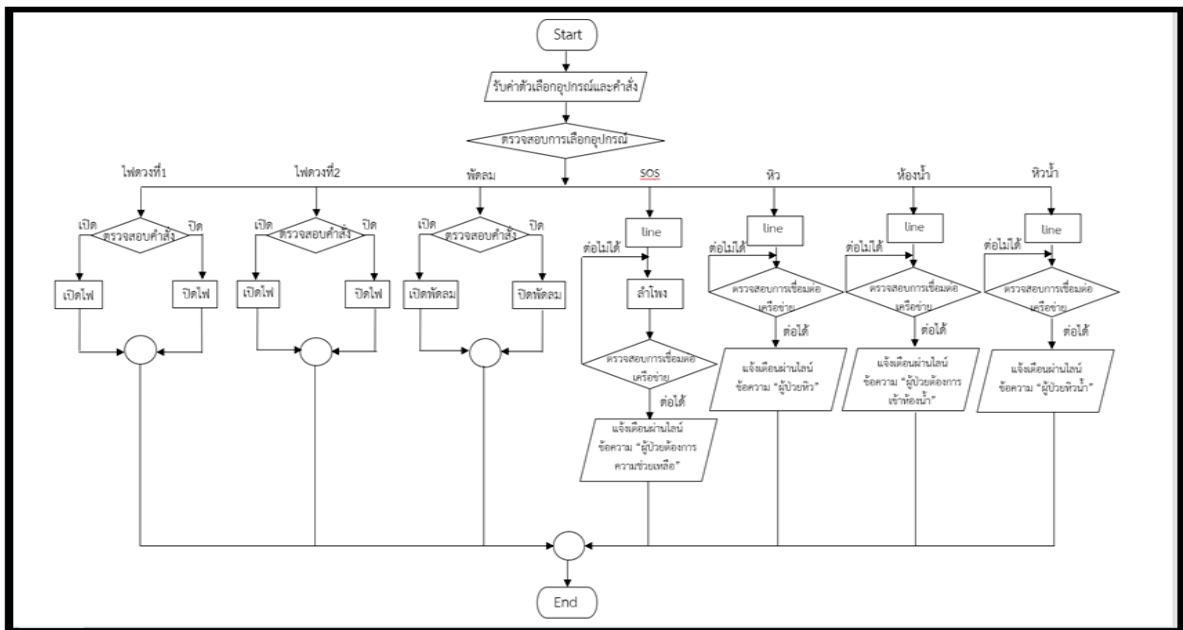 Start
รับค่าตัวเลือกอุปกรณ์และคำสั่ง
ตรวจสอบการเลือกอุปกรณ์
ไฟดวงที่1
ไฟดวงที่2
พัดลม
SOS
หิว
ห้องน้ำ
หิวน้ำ
เปิด
ตรวจสอบคำสั่ง
ปิด
เปิดไฟ
ปิดไฟ
เปิด
ตรวจสอบคำสั่ง
ปิด
เปิดไฟ
ปิดไฟ
เปิด
ตรวจสอบคำสั่ง
ปิด
เปิดพัดลม
ปิดพัดลม
line
ต่อไม่ได้
ลำโพง
ตรวจสอบการเชื่อมต่อ
เครือข่าย
ต่อได้
แจ้งเตือนผ่านไลน์
ข้อความ “ผู้ป่วยต้องการ
ความช่วยเหลือ”
line
ต่อไม่ได้
ตรวจสอบการเชื่อมต่อ
เครือข่าย
ต่อได้
แจ้งเตือนผ่านไลน์
ข้อความ “ผู้ป่วยหิว”
line
ต่อไม่ได้
ตรวจสอบการเชื่อมต่อ
เครือข่าย
ต่อได้
แจ้งเตือนผ่านไลน์
ข้อความ “ผู้ป่วยต้องการ
เข้าห้องน้ำ”
line
ต่อไม่ได้
ตรวจสอบการเชื่อมต่อ
เครือข่าย
ต่อได้
แจ้งเตือนผ่านไลน์
ข้อความ “ผู้ป่วยหิวน้ำ”
End